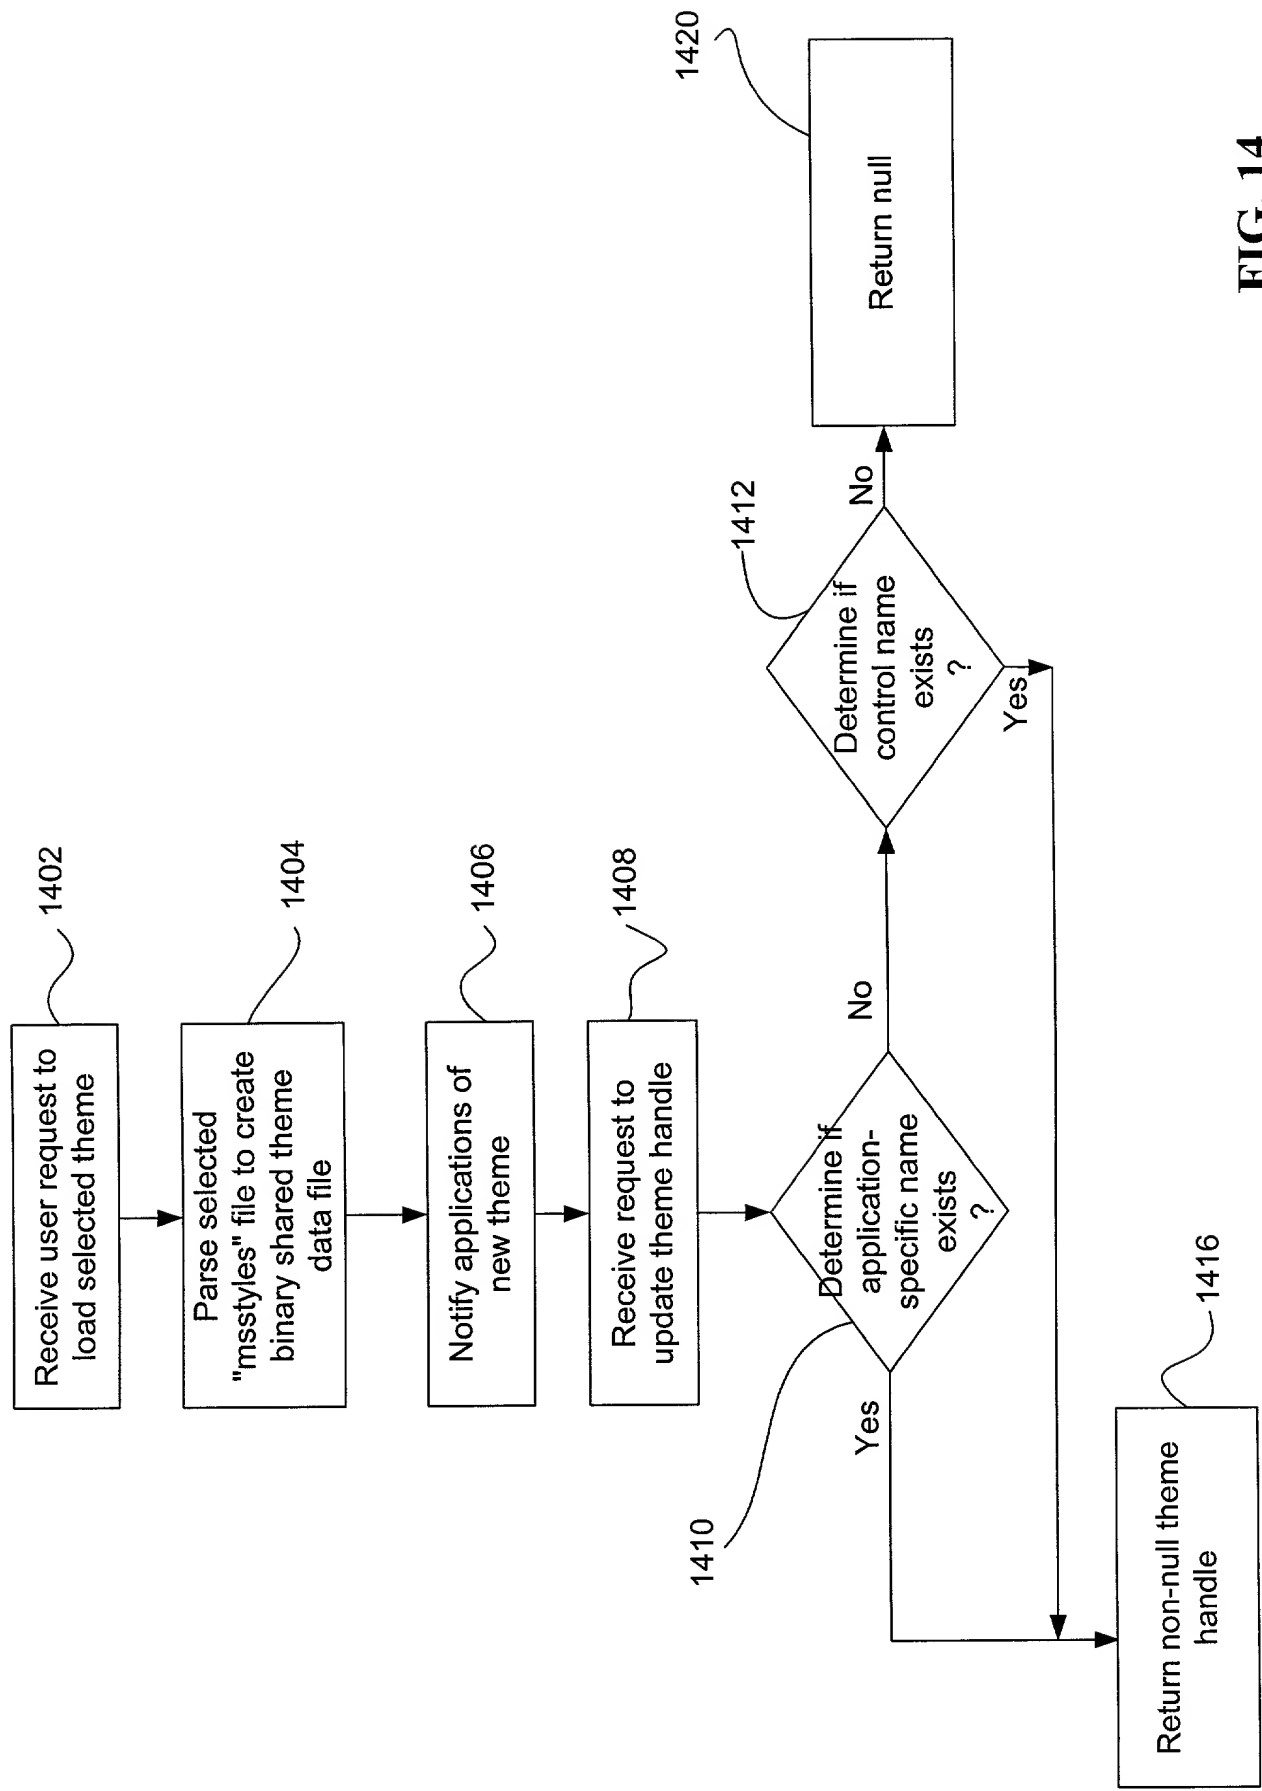 1402
Receive user request to
load selected theme
1404
Parse selected
"msstyles" file to create
binary shared theme
data file
1406
Notify applications of
new theme
1408
Receive request to
update theme handle
1410
Determine if
application-
specific name
exists
?
Yes
No
1412
Determine if
control name
exists
?
Yes
No
1420
Return null
1416
Return non-null theme
handle
FIG. 14